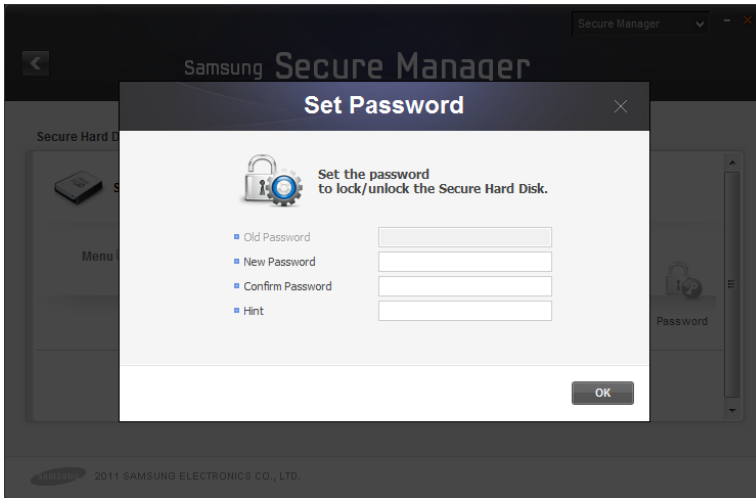 Secure Manager
Samsung Secure Manager
Set Password
Secure Hard D
Set the password
to lock/unlock the Secure Hard Disk.
S
Old Password
New Password
Menu
Confirm Password
Hint
Password
OK
SAMSUNG 2011 SAMSUNG ELECTRONICS CO., LTD.